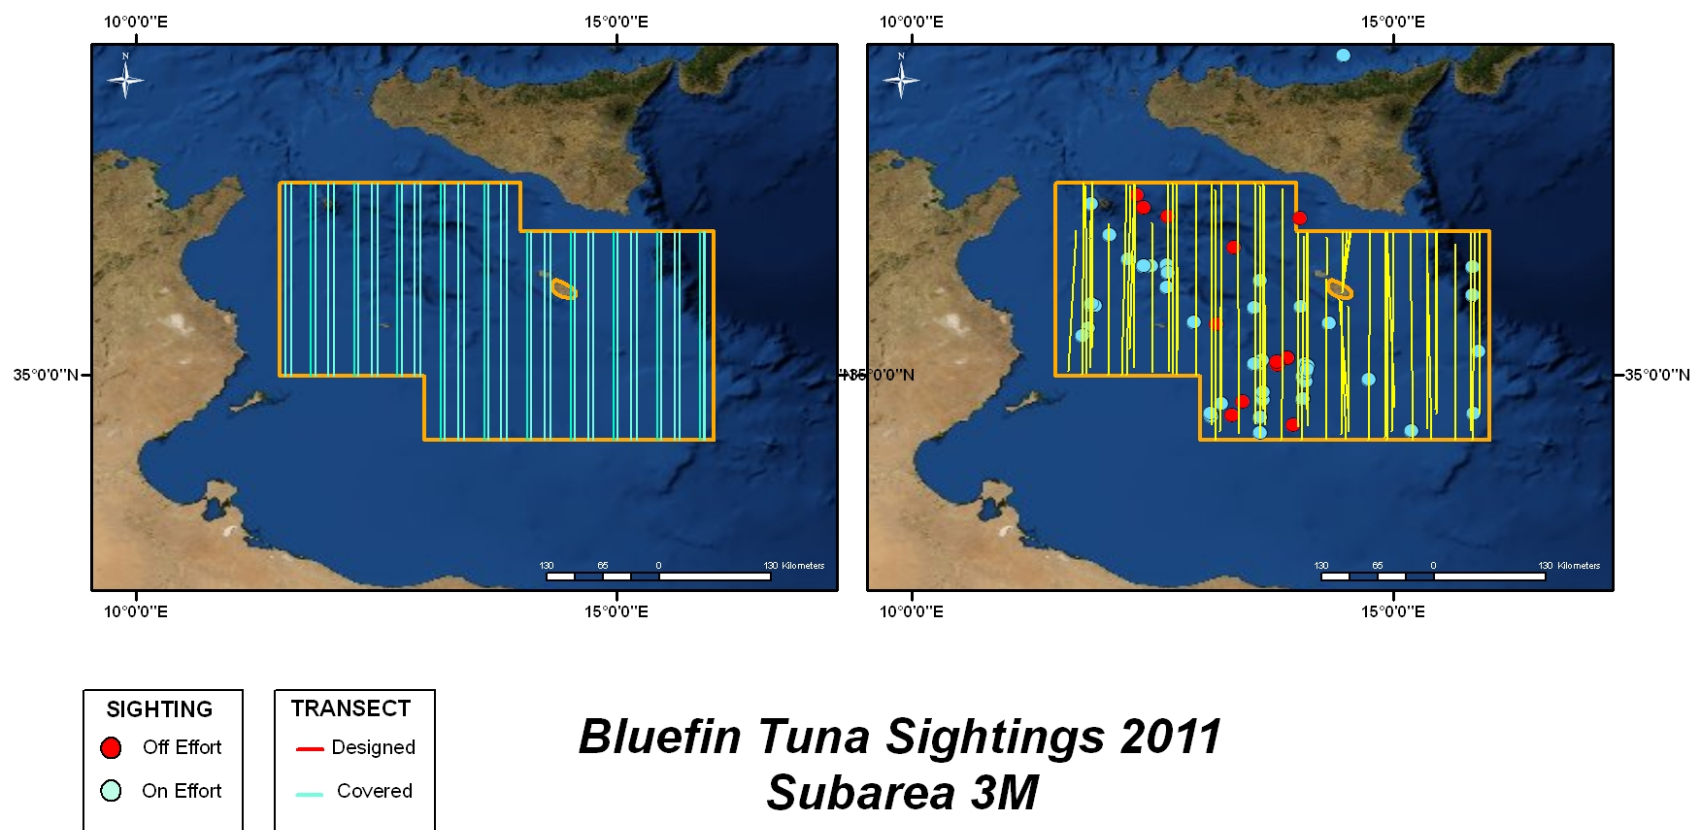 10°0'0"E 15°0'0"E 10°0'0"E 15°0'0"E
N N
35°0'0"N 35°0'0"N 35°0'0"N
130 65 0 130 Kilometers 130 65 0 130 Kilometers
10°0'0"E 15°0'0"E 10°0'0"E 15°0'0"E
SIGHTING
Off Effort
On Effort
TRANSECT
Designed
Covered
Bluefin Tuna Sightings 2011
Subarea 3M